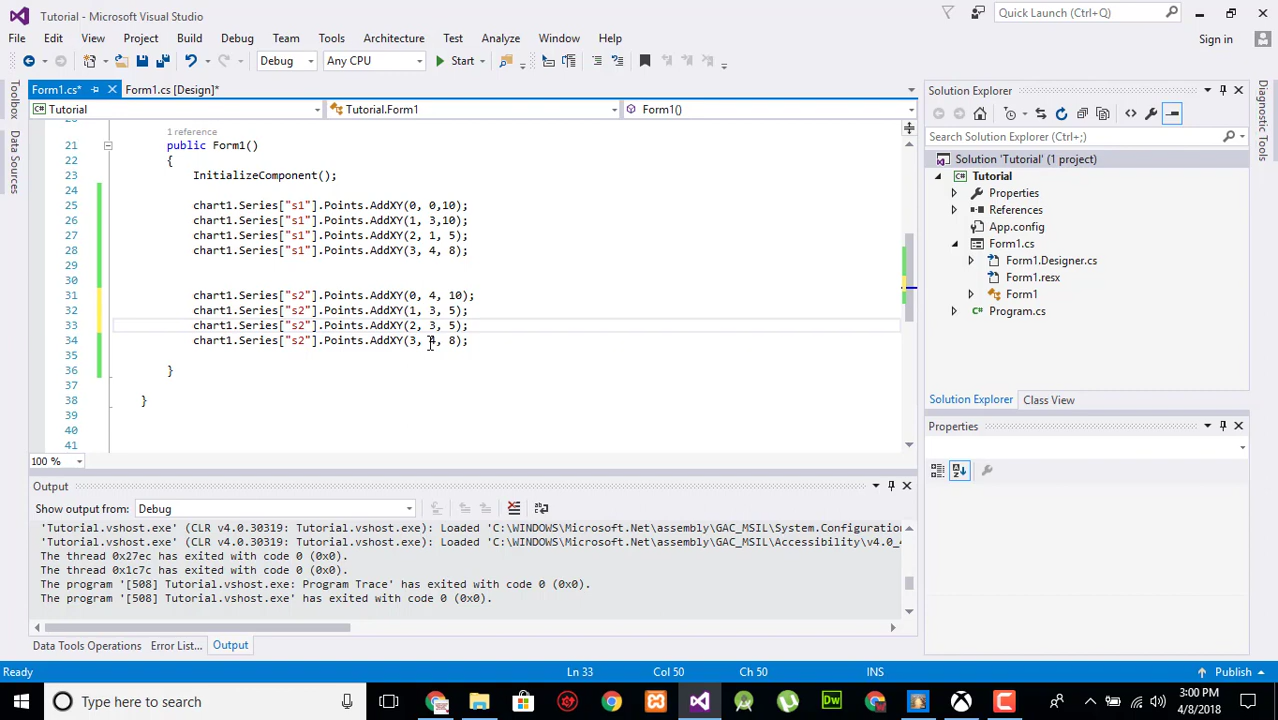 Tutorial - Microsoft Visual Studio
Quick Launch (Ctrl+Q)
File Edit View Project Build Debug Team Tools Architecture Test Analyze Window Help
Sign in
Debug Any CPU Start
Toolbox
Data Sources
Form1.cs* Form1.cs [Design]*
Tutorial Tutorial.Form1 Form1()
20
1 reference
21 public Form1()
22 {
23 InitializeComponent();
24
25 chart1.Series["s1"].Points.AddXY(0, 0,10);
26 chart1.Series["s1"].Points.AddXY(1, 3,10);
27 chart1.Series["s1"].Points.AddXY(2, 1, 5);
28 chart1.Series["s1"].Points.AddXY(3, 4, 8);
29
30
31 chart1.Series["s2"].Points.AddXY(0, 4, 10);
32 chart1.Series["s2"].Points.AddXY(1, 3, 5);
33 chart1.Series["s2"].Points.AddXY(2, 3, 5);
34 chart1.Series["s2"].Points.AddXY(3, 4, 8);
35
36 }
37
38 }
39
40
41
100 %
Output
Show output from: Debug
'Tutorial.vshost.exe' (CLR v4.0.30319: Tutorial.vshost.exe): Loaded 'C:\WINDOWS\Microsoft.Net\assembly\GAC_MSIL\System.Configuration
'Tutorial.vshost.exe' (CLR v4.0.30319: Tutorial.vshost.exe): Loaded 'C:\WINDOWS\Microsoft.Net\assembly\GAC_MSIL\Accessibility\v4.0_4
The thread 0x27ec has exited with code 0 (0x0).
The thread 0x1c7c has exited with code 0 (0x0).
The program '[508] Tutorial.vshost.exe: Program Trace' has exited with code 0 (0x0).
The program '[508] Tutorial.vshost.exe' has exited with code 0 (0x0).
Data Tools Operations Error List... Output
Solution Explorer
Search Solution Explorer (Ctrl+;)
Solution 'Tutorial' (1 project)
Tutorial
Properties
References
App.config
Form1.cs
Form1.Designer.cs
Form1.resx
Form1
Program.cs
Solution Explorer Class View
Properties
Diagnostic Tools
Ready Ln 33 Col 50 Ch 50 INS Publish
Type here to search
Dw
3:00 PM
4/8/2018